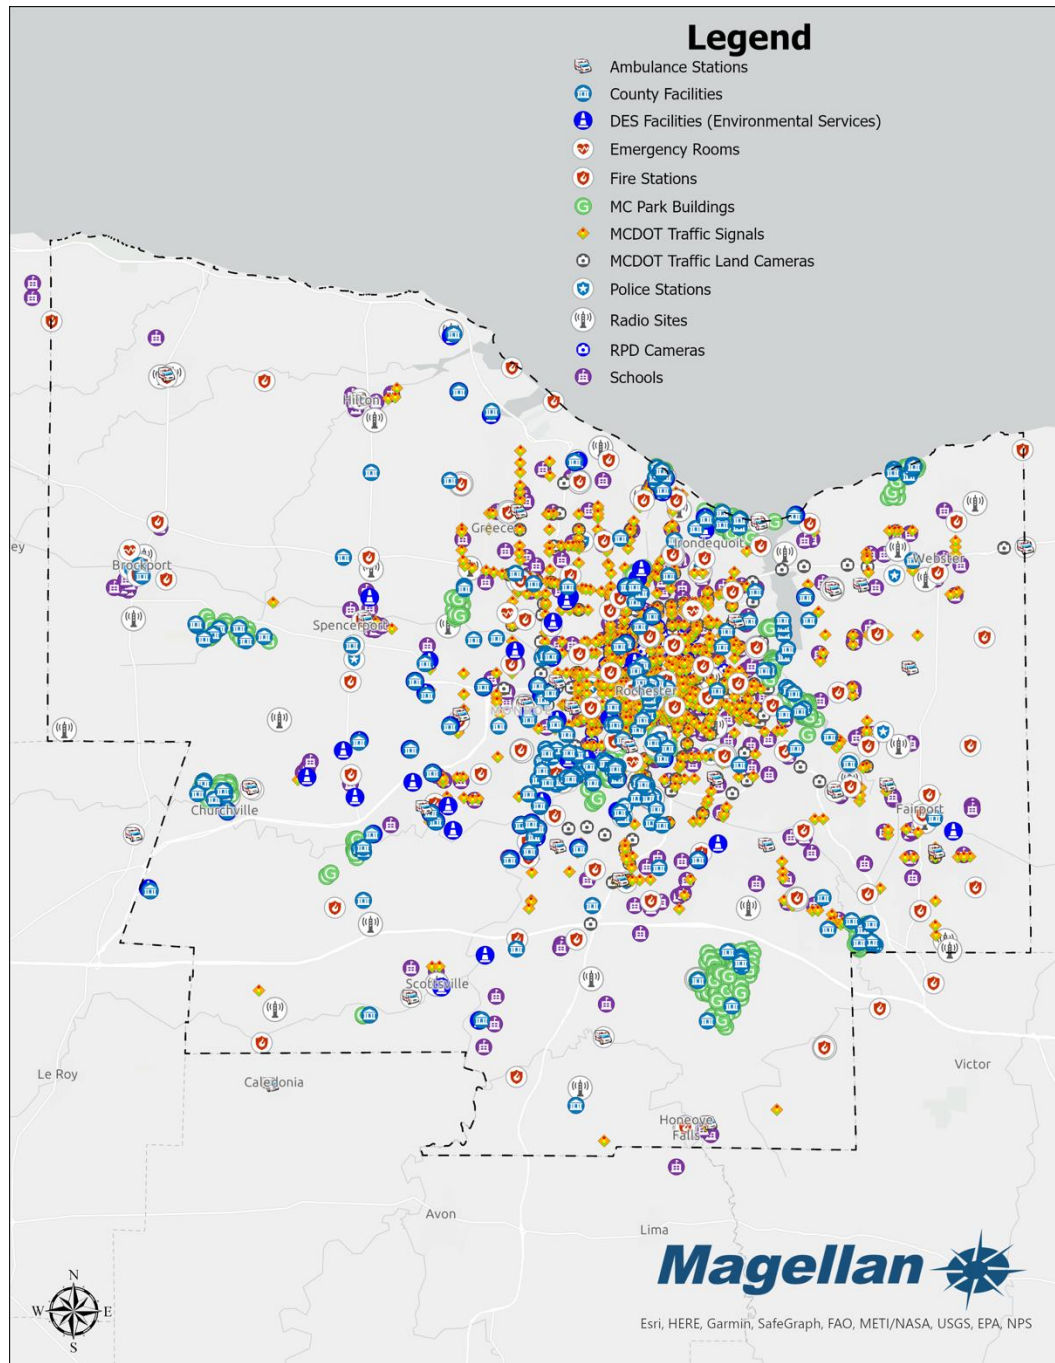 Legend
Ambulance Stations
County Facilities
DES Facilities (Environmental Services)
Emergency Rooms
Fire Stations
MC Park Buildings
MCDOT Traffic Signals
MCDOT Traffic Land Cameras
Police Stations
Radio Sites
RPD Cameras
Schools
Hilton
Greece
Irondequoit
Webster
ey
Brockport
Spencerport
Rochester
Churchville
Fairport
Scottsville
Le Roy
Caledonia
Victor
Honeoye
Falls
Avon
Lima
Magellan
N
W
E
S
Esri, HERE, Garmin, SafeGraph, FAO, METI/NASA, USGS, EPA, NPS